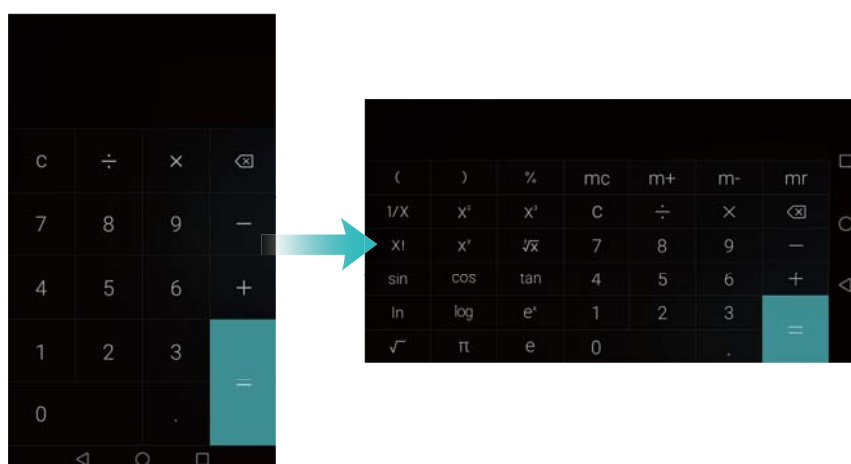 C ÷ × ⌫
7 8 9 −
4 5 6 +
1 2 3 =
0 .
( ) % mc m+ m- mr
1/X X² X³ C ÷ × ⌫
X! Xʸ ʸ√x 7 8 9 −
sin cos tan 4 5 6 +
ln log eˣ 1 2 3 =
√ π e 0 .